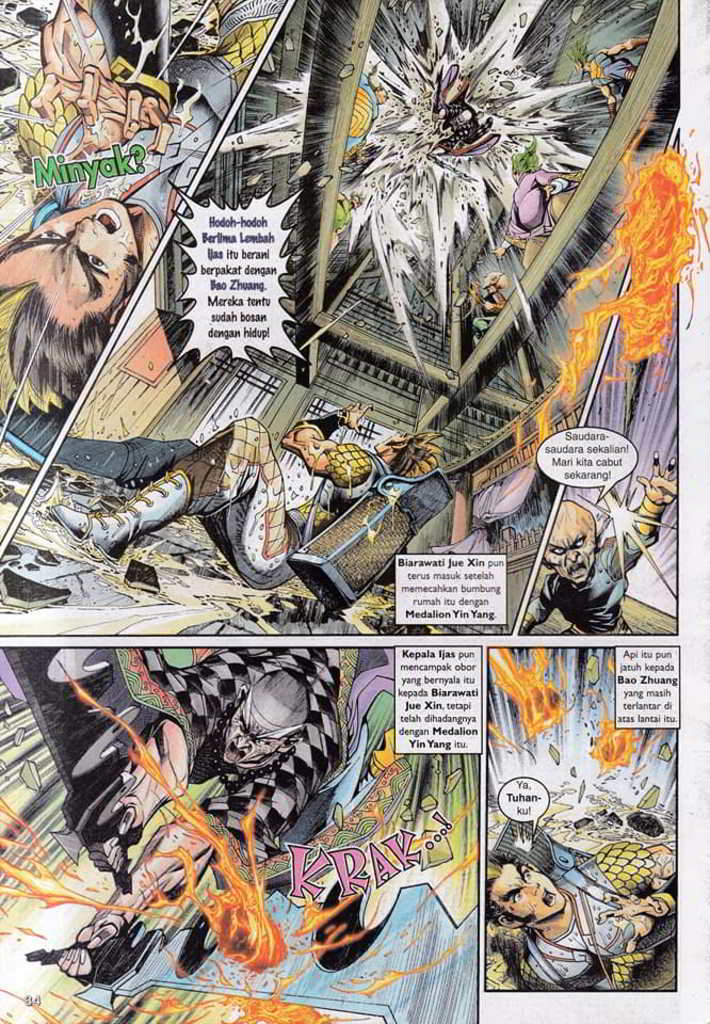 Minyak?
Hodoh-hodoh
Berlima Lembah
Ijas itu berani
berpakat dengan
Bao Zhuang.
Mereka tentu
sudah bosan
dengan hidup!
Saudara-
saudara sekalian!
Mari kita cabut
sekarang!
Biarawati Jue Xin pun
terus masuk setelah
memecahkan bumbung
rumah itu dengan
Medalion Yin Yang.
Kepala Ijas pun
mencampak obor
yang bernyala itu
kepada Biarawati
Jue Xin, tetapi
telah dihadangnya
dengan Medalion
Yin Yang itu.
KRAK...!
Api itu pun
jatuh kepada
Bao Zhuang
yang masih
terlantar di
atas lantai itu.
Ya,
Tuhan-
ku!
34